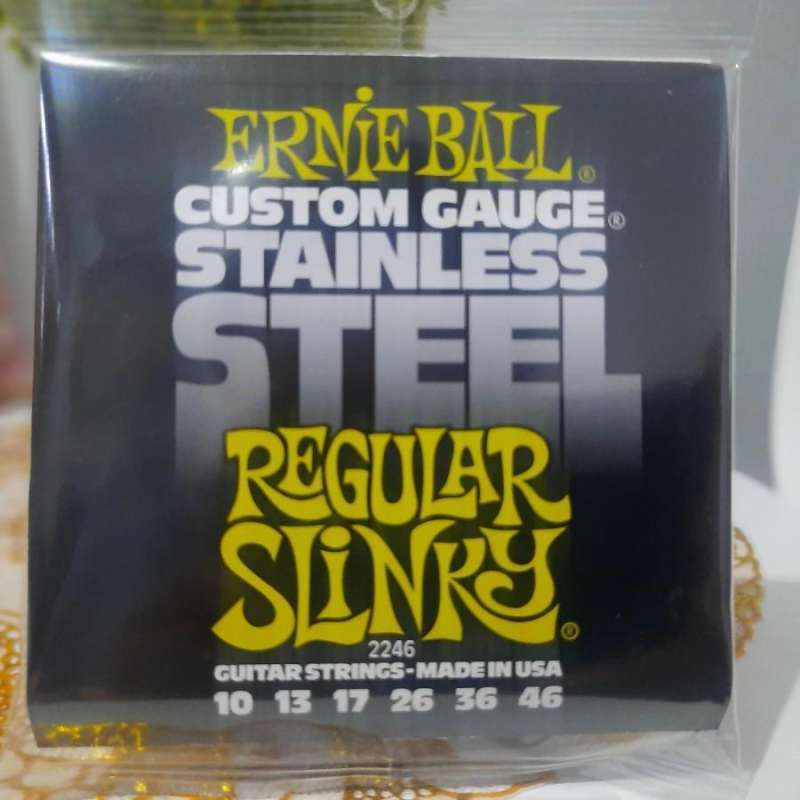 ERNIE BALL®
CUSTOM GAUGE®
STAINLESS
STEEL
REGULAR
SLINKY®
2246
GUITAR STRINGS-MADE IN USA
10 13 17 26 36 46